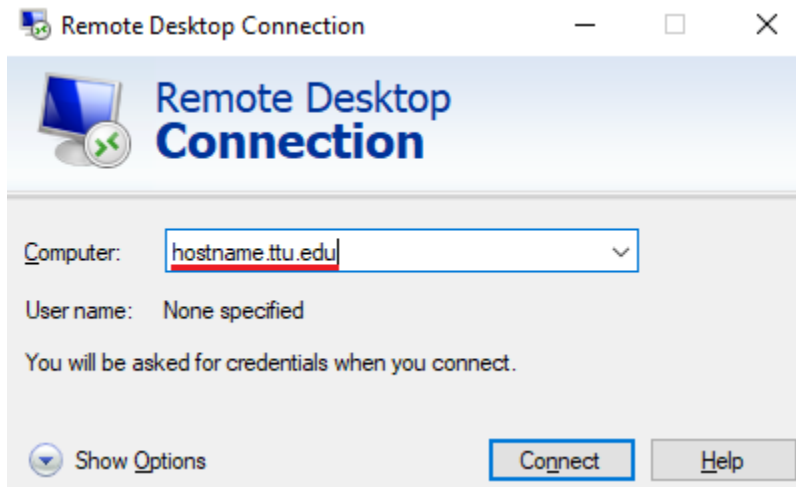 Remote Desktop Connection
Remote Desktop
Connection
Computer: hostname.ttu.edu
User name: None specified
You will be asked for credentials when you connect.
Show Options Connect Help